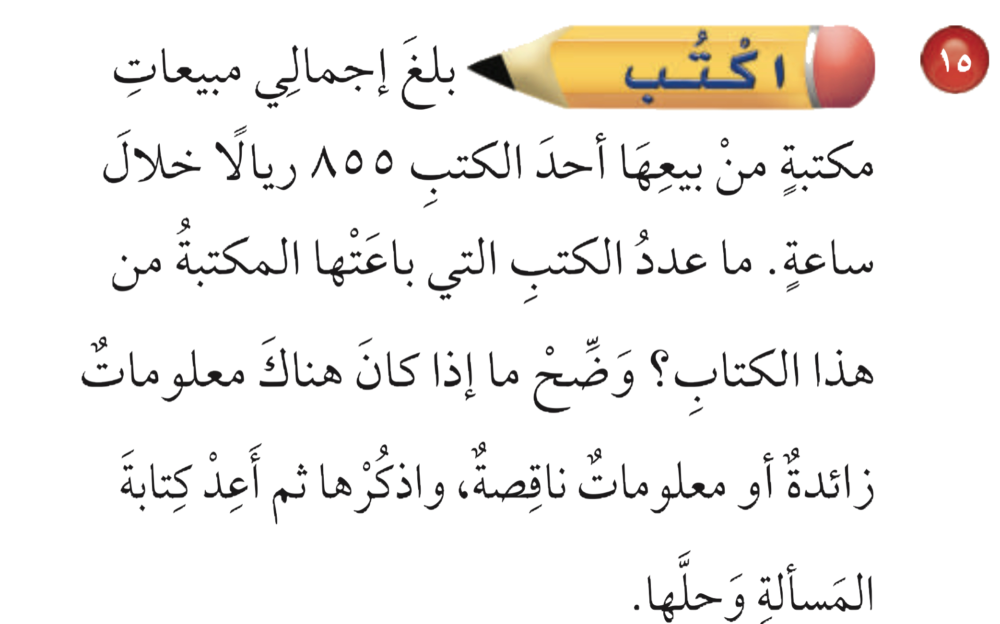 ١٥ اكْتُب بلغَ إجمالِي مبيعاتِ
مكتبةٍ منْ بيعِهَا أحدَ الكتبِ ٨٥٥ ريالًا خلالَ
ساعةٍ. ما عددُ الكتبِ التي باعَتْها المكتبةُ من
هذا الكتابِ؟ وَضِّحْ ما إذا كانَ هناكَ معلوماتٌ
زائدةٌ أو معلوماتٌ ناقِصةٌ، واذكُرْها ثم أَعِدْ كِتابةَ
المَسألةِ وَحلَّها.